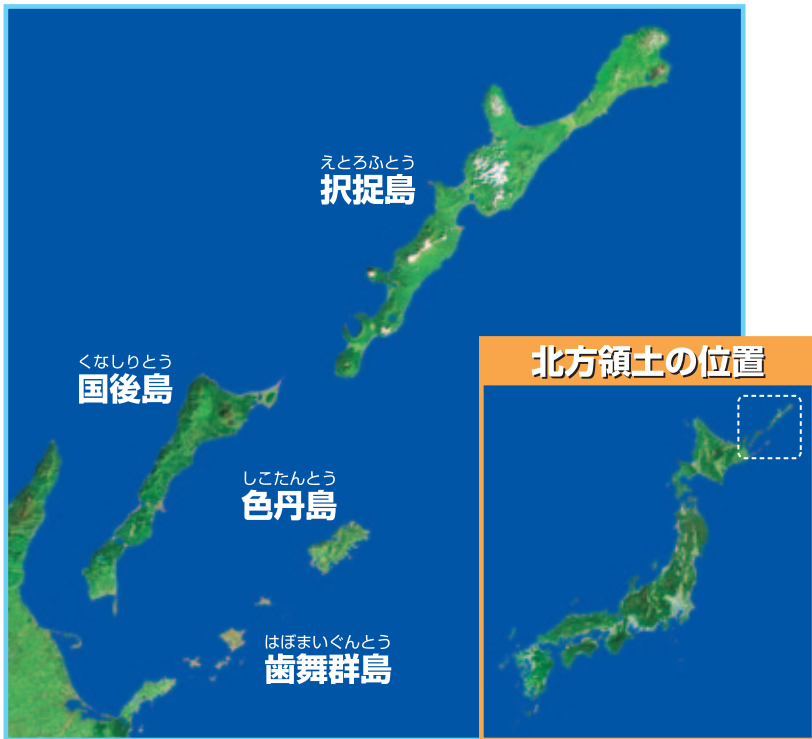 えとろふとう
択捉島
くなしりとう
国後島
しこたんとう
色丹島
はぼまいぐんとう
歯舞群島
北方領土の位置